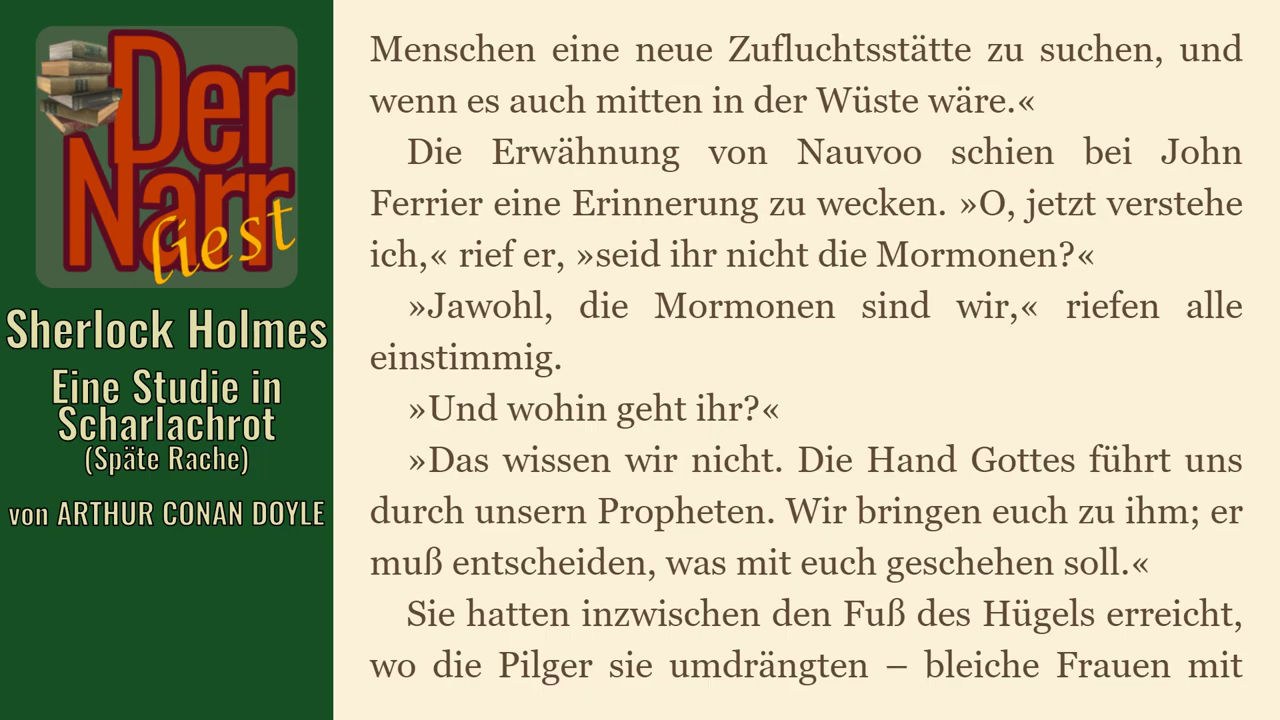 Der
Narr
liest
Sherlock Holmes
Eine Studie in
Scharlachrot
(Späte Rache)
von ARTHUR CONAN DOYLE
Menschen eine neue Zufluchtsstätte zu suchen, und
wenn es auch mitten in der Wüste wäre.«
Die Erwähnung von Nauvoo schien bei John
Ferrier eine Erinnerung zu wecken. »O, jetzt verstehe
ich,« rief er, »seid ihr nicht die Mormonen?«
»Jawohl, die Mormonen sind wir,« riefen alle
einstimmig.
»Und wohin geht ihr?«
»Das wissen wir nicht. Die Hand Gottes führt uns
durch unsern Propheten. Wir bringen euch zu ihm; er
muß entscheiden, was mit euch geschehen soll.«
Sie hatten inzwischen den Fuß des Hügels erreicht,
wo die Pilger sie umdrängten – bleiche Frauen mit